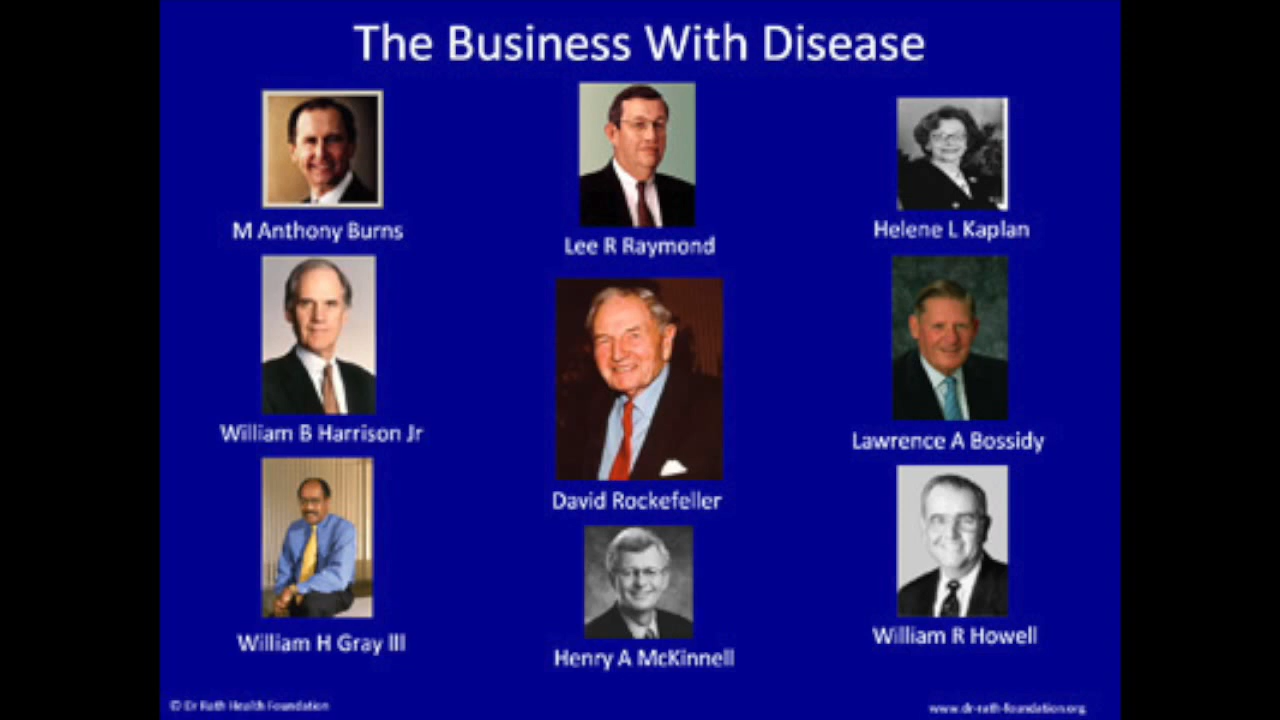 The Business With Disease
M Anthony Burns
Lee R Raymond
Helene L Kaplan
William B Harrison Jr
David Rockefeller
Lawrence A Bossidy
William H Gray III
Henry A McKinnell
William R Howell
© Dr Rath Health Foundation
www.dr-rath-foundation.org